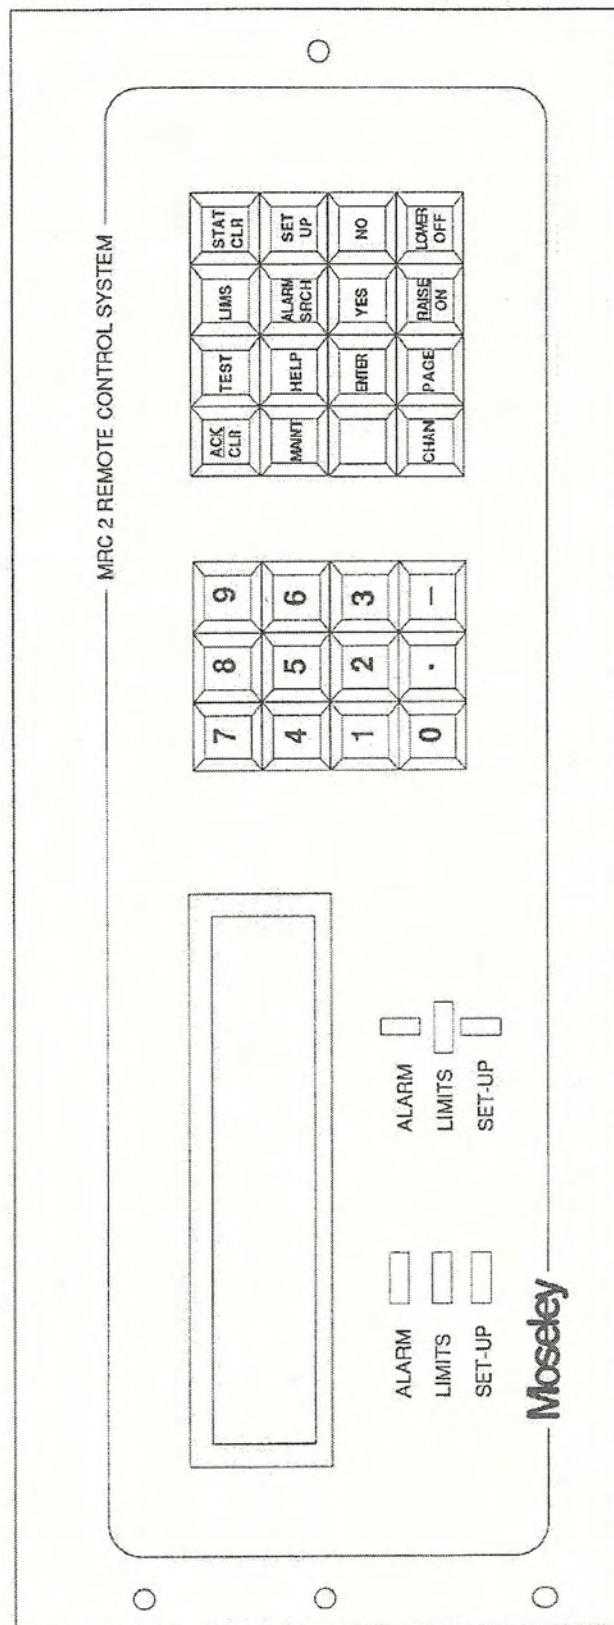 MRC 2 REMOTE CONTROL SYSTEM
7 8 9
4 5 6
1 2 3
0 . —
ACK CLR TEST LIMS STAT CLR
MAINT HELP ALARM SRCH SET UP
ENTER YES NO
CHAN PAGE RAISE ON LOWER OFF
ALARM ALARM
LIMITS LIMITS
SET-UP SET-UP
Moseley